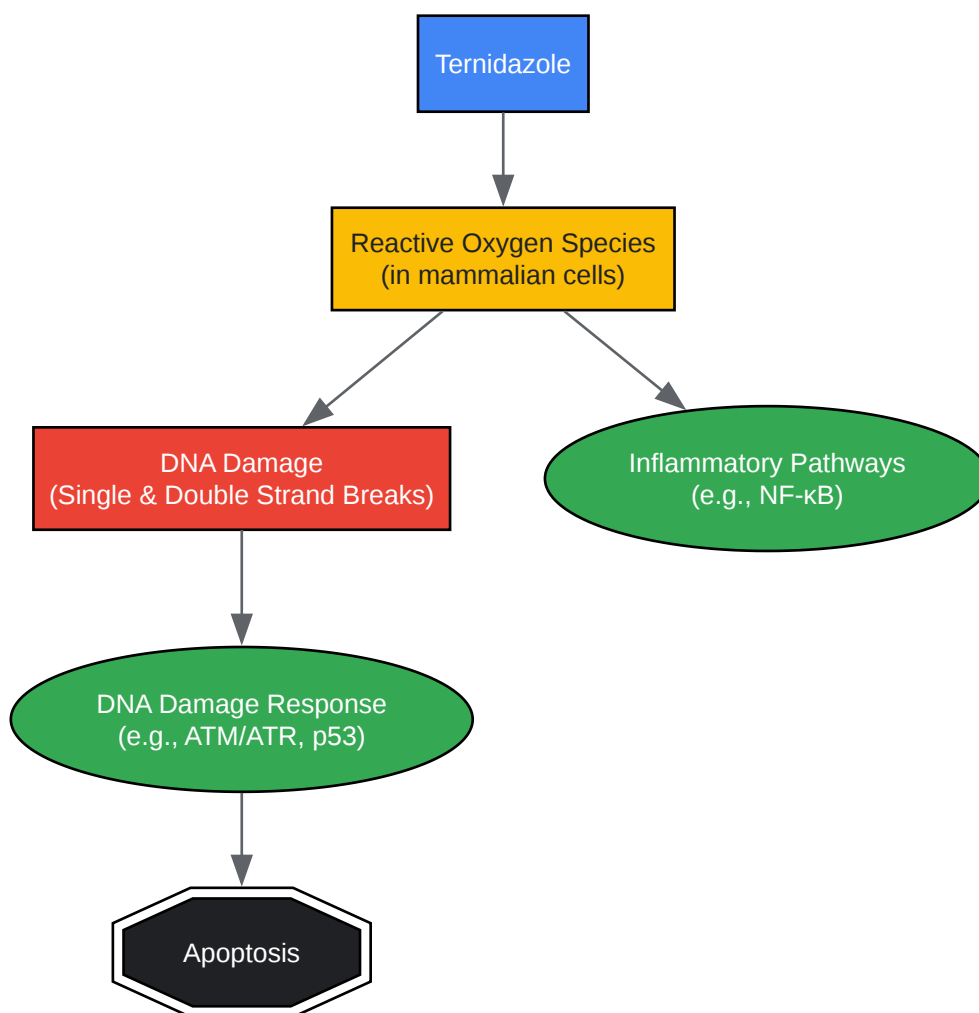 Ternidazole
Reactive Oxygen Species
(in mammalian cells)
DNA Damage
(Single & Double Strand Breaks)
Inflammatory Pathways
(e.g., NF-κB)
DNA Damage Response
(e.g., ATM/ATR, p53)
Apoptosis